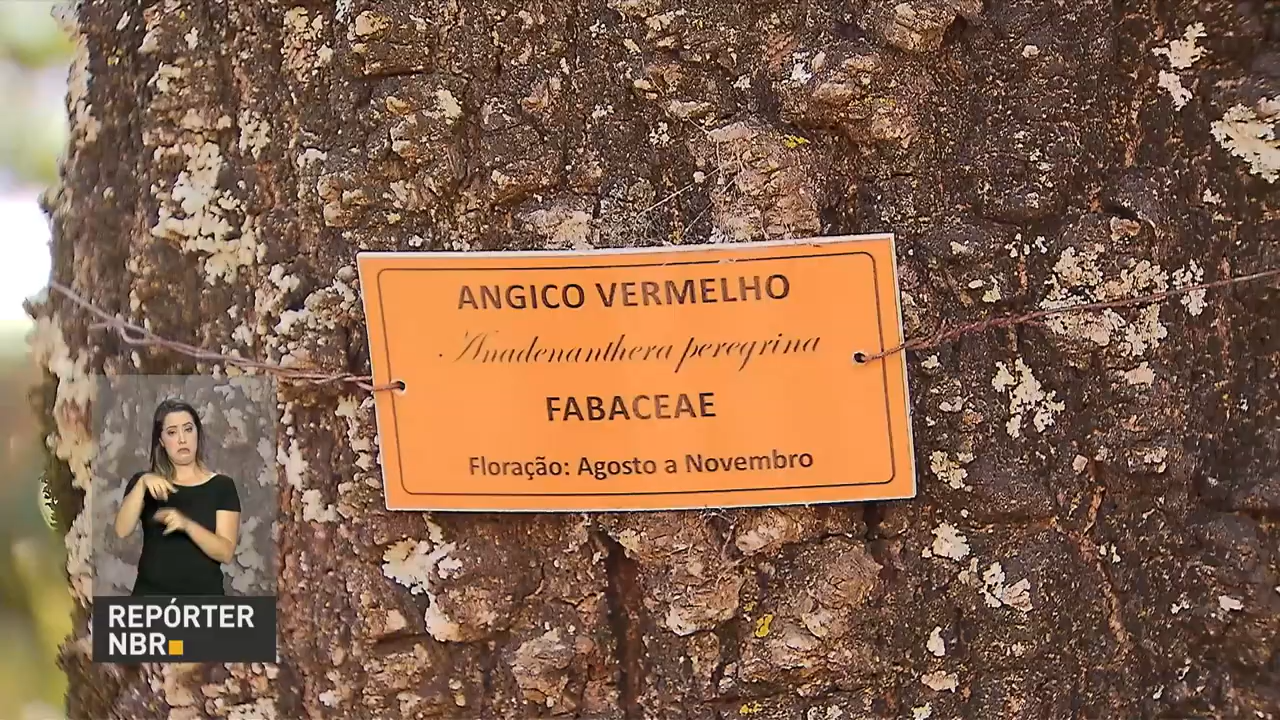 ANGICO VERMELHO
Anadenanthera peregrina
FABACEAE
Floração: Agosto a Novembro
REPÓRTER
NBR